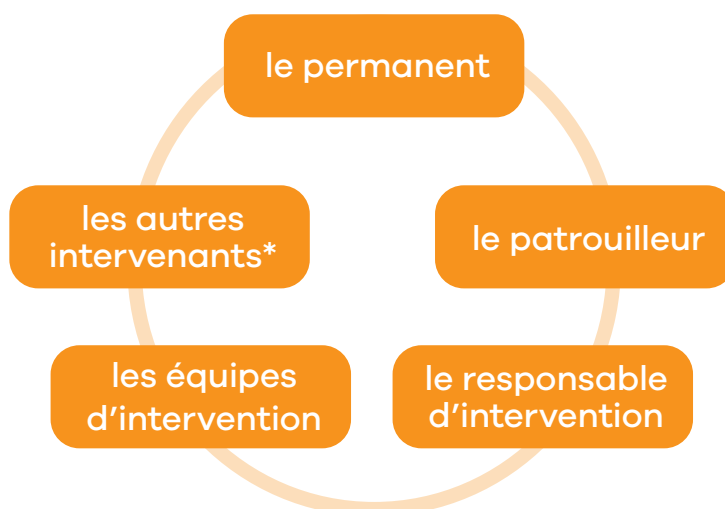 le permanent
les autres
intervenants*
le patrouilleur
les équipes
d’intervention
le responsable
d’intervention